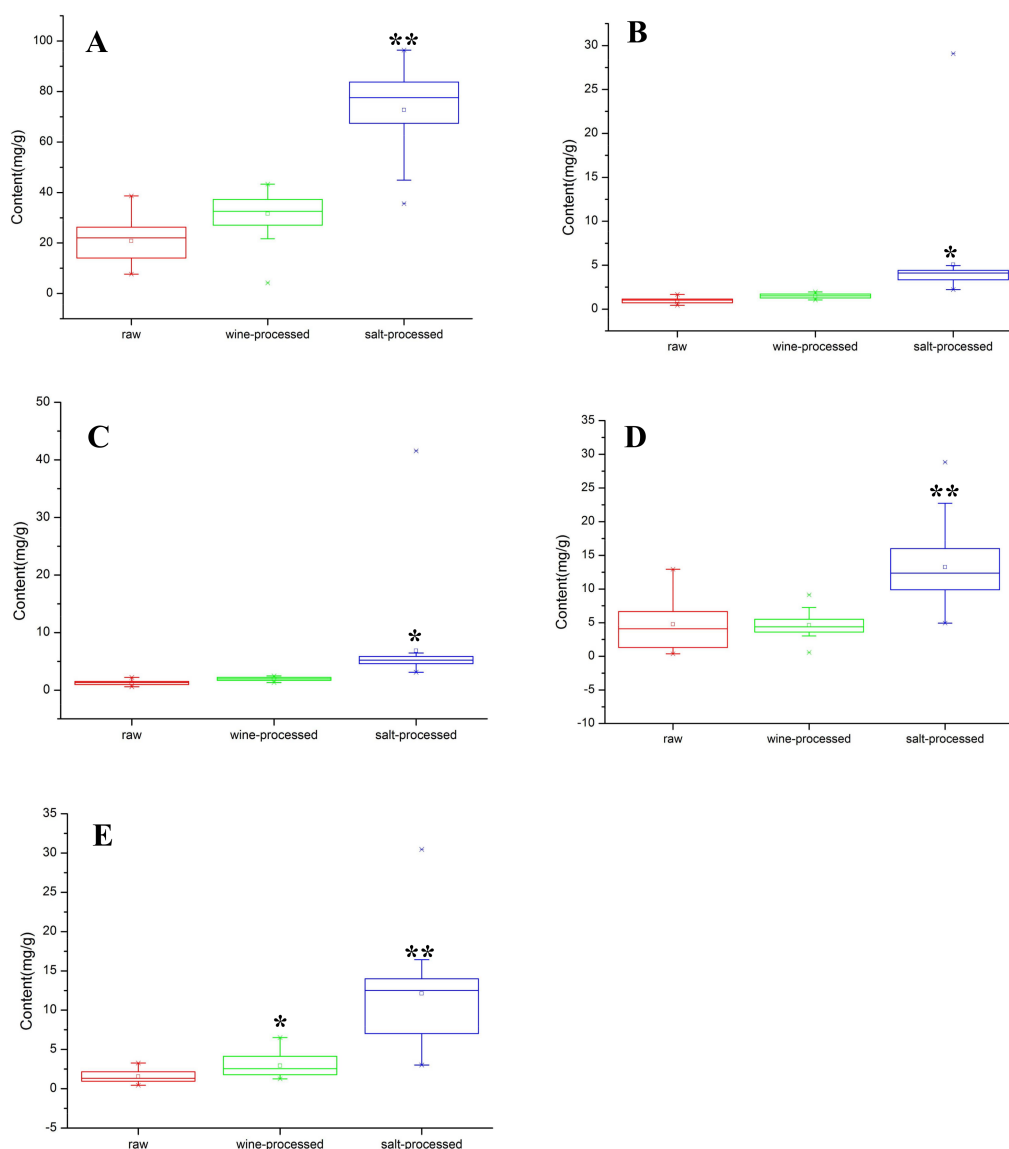 A
**
Content(mg/g)
100
80
60
40
20
0
raw wine-processed salt-processed
B
*
Content(mg/g)
30
25
20
15
10
5
0
raw wine-processed salt-processed
C
*
Content(mg/g)
50
40
30
20
10
0
raw wine-processed salt-processed
D
**
Content(mg/g)
35
30
25
20
15
10
5
0
-5
-10
raw wine-processed salt-processed
E
*
**
Content(mg/g)
35
30
25
20
15
10
5
0
-5
raw wine-processed salt-processed